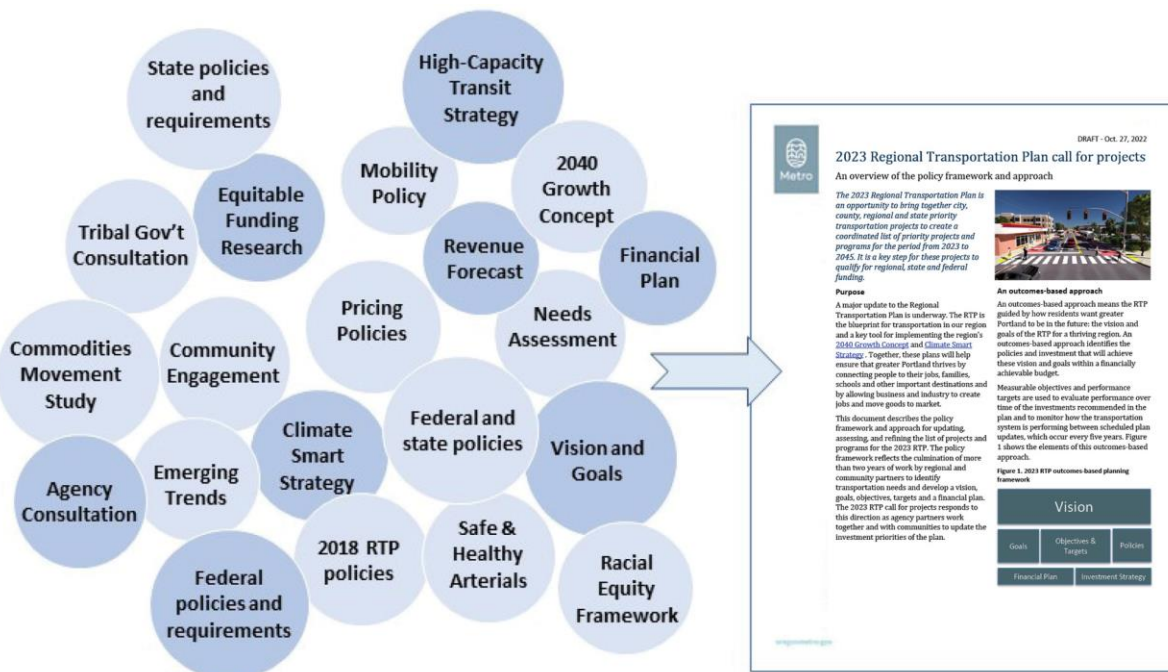 State policies
and
requirements
High-Capacity
Transit
Strategy
Mobility
Policy
2040
Growth
Concept
Equitable
Funding
Research
Tribal Gov't
Consultation
Revenue
Forecast
Financial
Plan
Pricing
Policies
Needs
Assessment
Commodities
Movement
Study
Community
Engagement
Federal and
state policies
Climate
Smart
Strategy
Vision and
Goals
Emerging
Trends
Agency
Consultation
2018 RTP
policies
Safe &
Healthy
Arterials
Racial
Equity
Framework
Federal
policies and
requirements
Metro
DRAFT - Oct. 27, 2022
2023 Regional Transportation Plan call for projects
An overview of the policy framework and approach
The 2023 Regional Transportation Plan is
an opportunity to bring together city,
county, regional and state priority
transportation projects to create a
coordinated list of priority projects and
programs for the period from 2023 to
2045. It is a key step for these projects to
qualify for regional, state and federal
funding.
Purpose
A major update to the Regional
Transportation Plan is underway. The RTP is
the blueprint for transportation in our region
and a key tool for implementing the region's
2040 Growth Concept and Climate Smart
Strategy . Together, these plans will help
ensure that greater Portland thrives by
connecting people to their jobs, families,
schools and other important destinations and
by allowing business and industry to create
jobs and move goods to market.
This document describes the policy
framework and approach for updating,
assessing, and refining the list of projects and
programs for the 2023 RTP. The policy
framework reflects the culmination of more
than two years of work by regional and
community partners to identify
transportation needs and develop a vision,
goals, objectives, targets and a financial plan.
The 2023 RTP call for projects responds to
this direction as agency partners work
together and with communities to update the
investment priorities of the plan.
An outcomes-based approach
An outcomes-based approach means the RTP
guided by how residents want greater
Portland to be in the future: the vision and
goals of the RTP for a thriving region. An
outcomes-based approach identifies the
policies and investment that will achieve
these vision and goals within a financially
achievable budget.
Measurable objectives and performance
targets are used to evaluate performance over
time of the investments recommended in the
plan and to monitor how the transportation
system is performing between scheduled plan
updates, which occur every five years. Figure
1 shows the elements of this outcomes-based
approach.
Figure 1. 2023 RTP outcomes-based planning
framework
Vision
Goals
Objectives &
Targets
Policies
Financial Plan
Investment Strategy
oregonmetro.gov